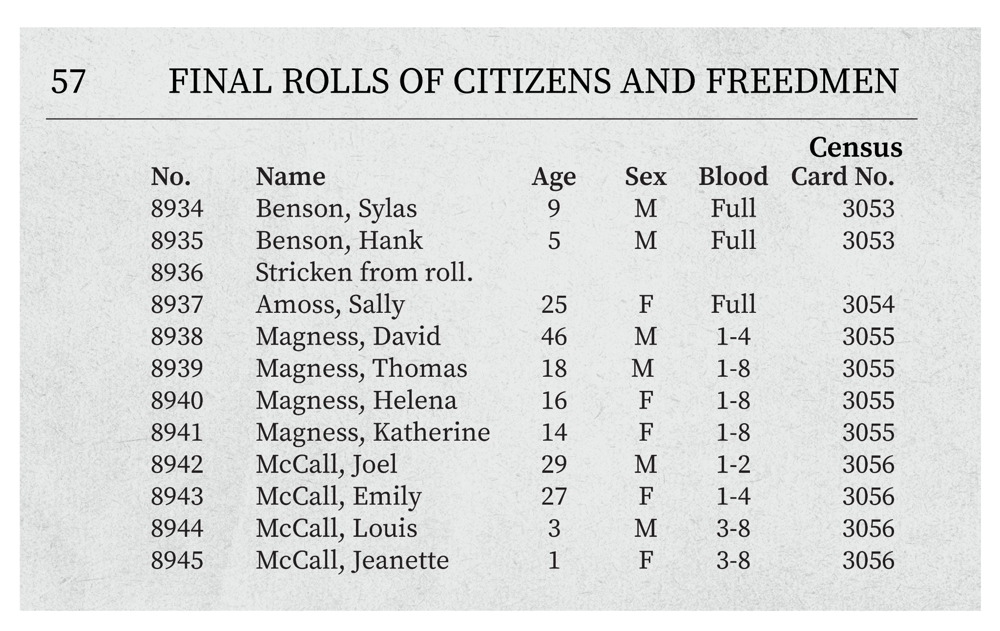 57 FINAL ROLLS OF CITIZENS AND FREEDMEN
Census
No. Name Age Sex Blood Card No.
8934 Benson, Sylas 9 M Full 3053
8935 Benson, Hank 5 M Full 3053
8936 Stricken from roll.
8937 Amoss, Sally 25 F Full 3054
8938 Magness, David 46 M 1-4 3055
8939 Magness, Thomas 18 M 1-8 3055
8940 Magness, Helena 16 F 1-8 3055
8941 Magness, Katherine 14 F 1-8 3055
8942 McCall, Joel 29 M 1-2 3056
8943 McCall, Emily 27 F 1-4 3056
8944 McCall, Louis 3 M 3-8 3056
8945 McCall, Jeanette 1 F 3-8 3056